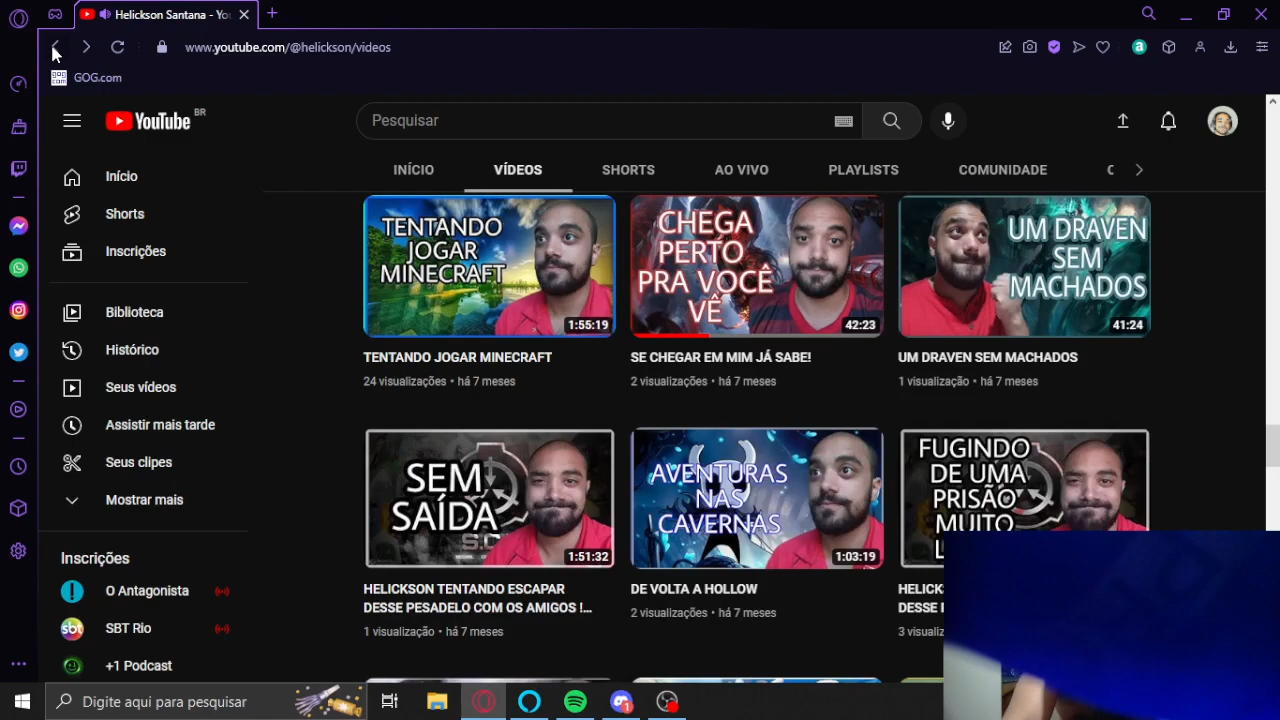 Helickson Santana - You
www.youtube.com/@helickson/videos
GOG.com
YouTube BR
Pesquisar
INÍCIO VÍDEOS SHORTS AO VIVO PLAYLISTS COMUNIDADE
Início
Shorts
Inscrições
Biblioteca
Histórico
Seus vídeos
Assistir mais tarde
Seus clipes
Mostrar mais
Inscrições
O Antagonista
SBT Rio
+1 Podcast
TENTANDO
JOGAR
MINECRAFT
1:55:19
TENTANDO JOGAR MINECRAFT
24 visualizações • há 7 meses
CHEGA
PERTO
PRA VOCÊ
VÊ
42:23
SE CHEGAR EM MIM JÁ SABE!
2 visualizações • há 7 meses
UM DRAVEN
SEM
MACHADOS
41:24
UM DRAVEN SEM MACHADOS
1 visualização • há 7 meses
SEM
SAÍDA
1:51:32
HELICKSON TENTANDO ESCAPAR
DESSE PESADELO COM OS AMIGOS !...
1 visualização • há 7 meses
AVENTURAS
NAS
CAVERNAS
1:03:19
DE VOLTA A HOLLOW
2 visualizações • há 7 meses
FUGINDO
DE UMA
PRISÃO
MUITO
HELICKS
DESSE P
3 visualiz
Digite aqui para pesquisar